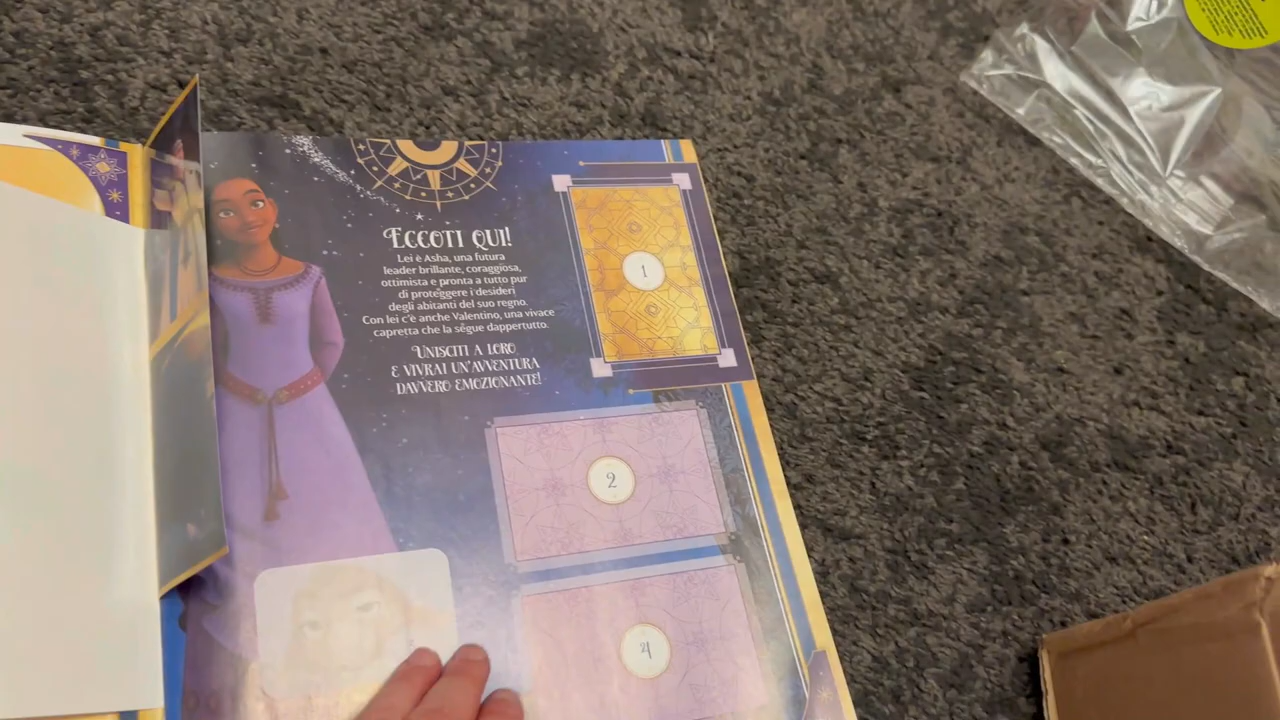 ECCOTI QUI!
Lei è Asha, una futura
leader brillante, coraggiosa,
ottimista e pronta a tutto pur
di proteggere i desideri
degli abitanti del suo regno.
Con lei c'è anche Valentino, una vivace
capretta che la segue dappertutto.
UNISCITI A LORO
E VIVRAI UN'AVVENTURA
DAVVERO EMOZIONANTE!
1
2
4